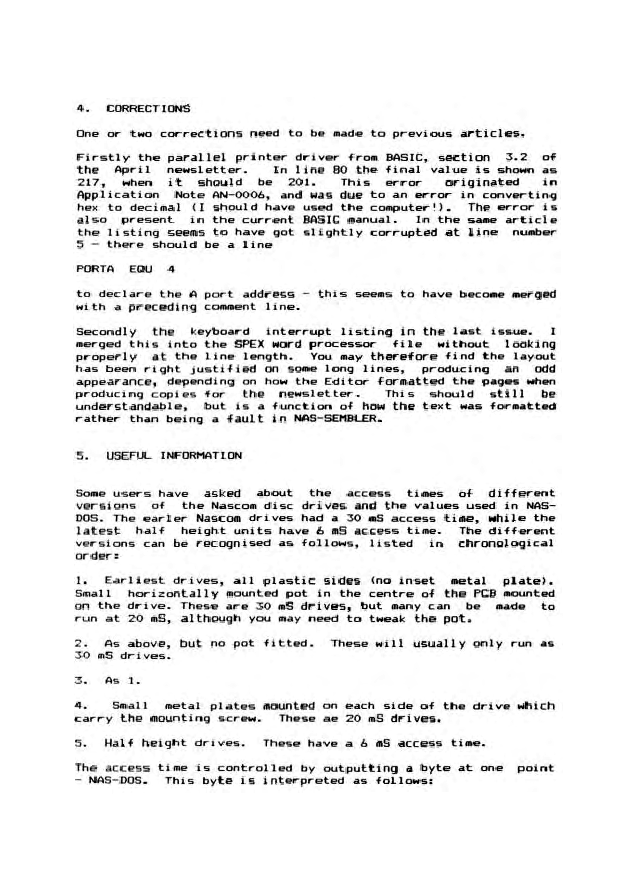 4. CORRECTIONS
One or two corrections need to be made to previous articles.
Firstly the parallel printer driver from BASIC, section 3.2 of
the April newsletter. In line 80 the final value is shown as
217, when it should be 201. This error originated in
Application Note AN-0006, and was due to an error in converting
hex to decimal (I should have used the computer!). The error is
also present in the current BASIC manual. In the same article
the listing seems to have got slightly corrupted at line number
5 - there should be a line
PORTA EQU 4
to declare the A port address - this seems to have become merged
with a preceding comment line.
Secondly the keyboard interrupt listing in the last issue. I
merged this into the SPEX word processor file without looking
properly at the line length. You may therefore find the layout
has been right justified on some long lines, producing an odd
appearance, depending on how the Editor formatted the pages when
producing copies for the newsletter. This should still be
understandable, but is a function of how the text was formatted
rather than being a fault in NAS-SEMBLER.
5. USEFUL INFORMATION
Some users have asked about the access times of different
versions of the Nascom disc drives and the values used in NAS-
DOS. The earler Nascom drives had a 30 mS access time, while the
latest half height units have 6 mS access time. The different
versions can be recognised as follows, listed in chronological
order:
1. Earliest drives, all plastic sides (no inset metal plate).
Small horizontally mounted pot in the centre of the PCB mounted
on the drive. These are 30 mS drives, but many can be made to
run at 20 mS, although you may need to tweak the pot.
2. As above, but no pot fitted. These will usually only run as
30 mS drives.
3. As 1.
4. Small metal plates mounted on each side of the drive which
carry the mounting screw. These ae 20 mS drives.
5. Half height drives. These have a 6 mS access time.
The access time is controlled by outputting a byte at one point
- NAS-DOS. This byte is interpreted as follows: